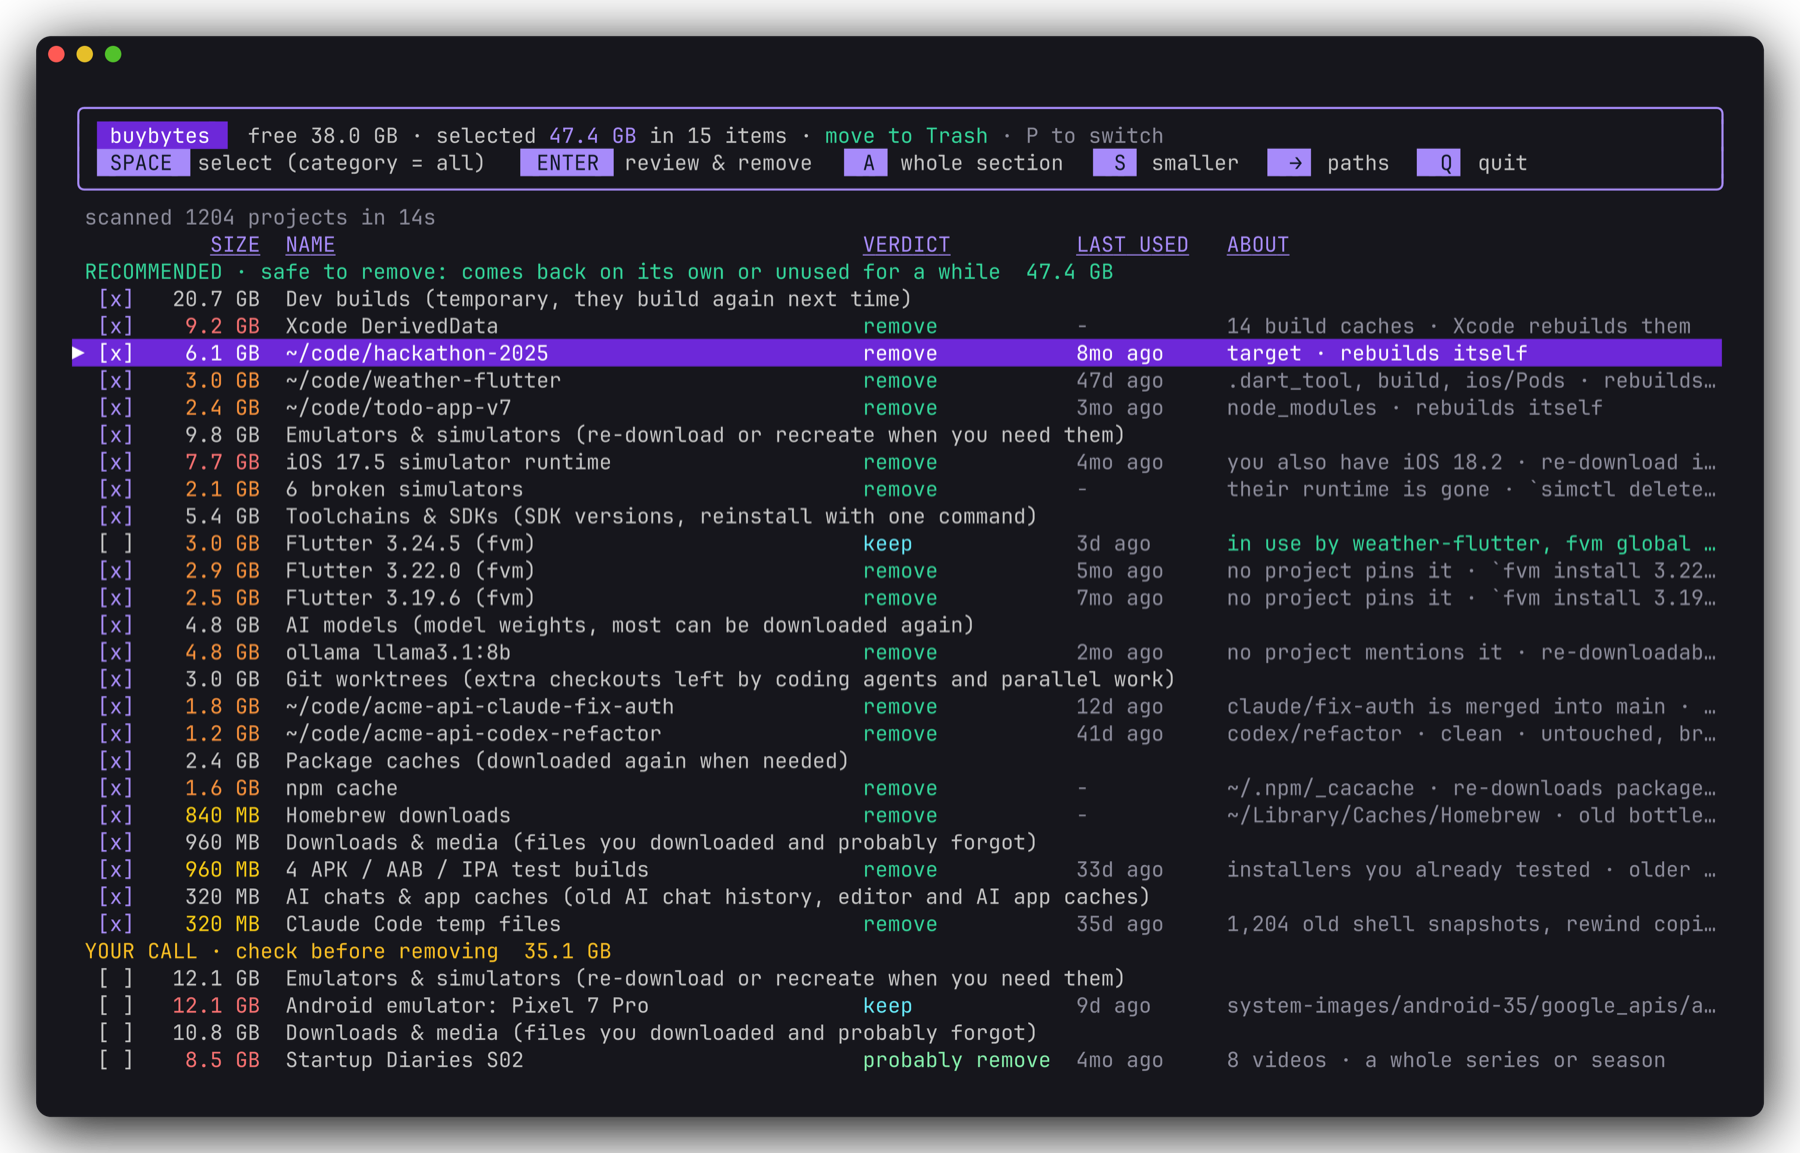 buybytes free 38.0 GB · selected 47.4 GB in 15 items · move to Trash · P to switch
SPACE select (category = all) ENTER review & remove A whole section S smaller → paths Q quit
scanned 1204 projects in 14s
SIZE NAME VERDICT LAST USED ABOUT
RECOMMENDED · safe to remove: comes back on its own or unused for a while 47.4 GB
[x] 20.7 GB Dev builds (temporary, they build again next time)
[x] 9.2 GB Xcode DerivedData remove - 14 build caches · Xcode rebuilds them
▶ [x] 6.1 GB ~/code/hackathon-2025 remove 8mo ago target · rebuilds itself
[x] 3.0 GB ~/code/weather-flutter remove 47d ago .dart_tool, build, ios/Pods · rebuilds…
[x] 2.4 GB ~/code/todo-app-v7 remove 3mo ago node_modules · rebuilds itself
[x] 9.8 GB Emulators & simulators (re-download or recreate when you need them)
[x] 7.7 GB iOS 17.5 simulator runtime remove 4mo ago you also have iOS 18.2 · re-download i…
[x] 2.1 GB 6 broken simulators remove - their runtime is gone · `simctl delete…
[x] 5.4 GB Toolchains & SDKs (SDK versions, reinstall with one command)
[ ] 3.0 GB Flutter 3.24.5 (fvm) keep 3d ago in use by weather-flutter, fvm global …
[x] 2.9 GB Flutter 3.22.0 (fvm) remove 5mo ago no project pins it · `fvm install 3.22…
[x] 2.5 GB Flutter 3.19.6 (fvm) remove 7mo ago no project pins it · `fvm install 3.19…
[x] 4.8 GB AI models (model weights, most can be downloaded again)
[x] 4.8 GB ollama llama3.1:8b remove 2mo ago no project mentions it · re-downloadab…
[x] 3.0 GB Git worktrees (extra checkouts left by coding agents and parallel work)
[x] 1.8 GB ~/code/acme-api-claude-fix-auth remove 12d ago claude/fix-auth is merged into main · …
[x] 1.2 GB ~/code/acme-api-codex-refactor remove 41d ago codex/refactor · clean · untouched, br…
[x] 2.4 GB Package caches (downloaded again when needed)
[x] 1.6 GB npm cache remove - ~/.npm/_cacache · re-downloads package…
[x] 840 MB Homebrew downloads remove - ~/Library/Caches/Homebrew · old bottle…
[x] 960 MB Downloads & media (files you downloaded and probably forgot)
[x] 960 MB 4 APK / AAB / IPA test builds remove 33d ago installers you already tested · older …
[x] 320 MB AI chats & app caches (old AI chat history, editor and AI app caches)
[x] 320 MB Claude Code temp files remove 35d ago 1,204 old shell snapshots, rewind copi…
YOUR CALL · check before removing 35.1 GB
[ ] 12.1 GB Emulators & simulators (re-download or recreate when you need them)
[ ] 12.1 GB Android emulator: Pixel 7 Pro keep 9d ago system-images/android-35/google_apis/a…
[ ] 10.8 GB Downloads & media (files you downloaded and probably forgot)
[ ] 8.5 GB Startup Diaries S02 probably remove 4mo ago 8 videos · a whole series or season